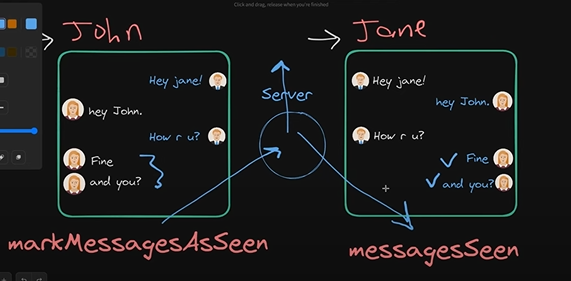 Click and drag, release when you're finished
John
Jane
Hey jane!
hey John.
How r u?
Fine
and you?
Server
Hey jane!
hey John.
How r u?
Fine
and you?
markMessagesAsSeen
messagesSeen